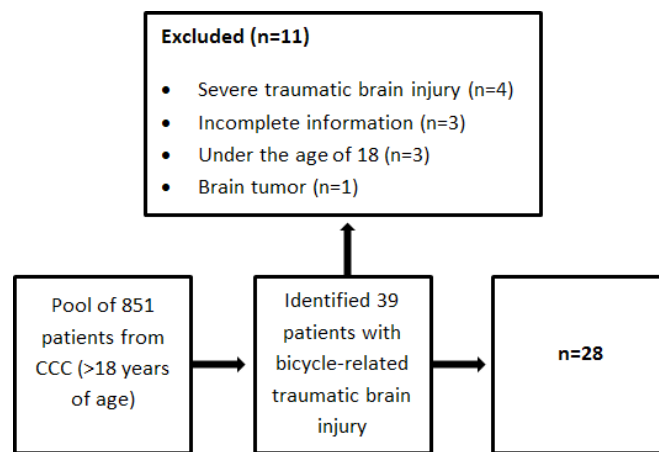 Excluded (n=11)
• Severe traumatic brain injury (n=4)
• Incomplete information (n=3)
• Under the age of 18 (n=3)
• Brain tumor (n=1)
Pool of 851
patients from
CCC (>18 years
of age)
Identified 39
patients with
bicycle-related
traumatic brain
injury
n=28